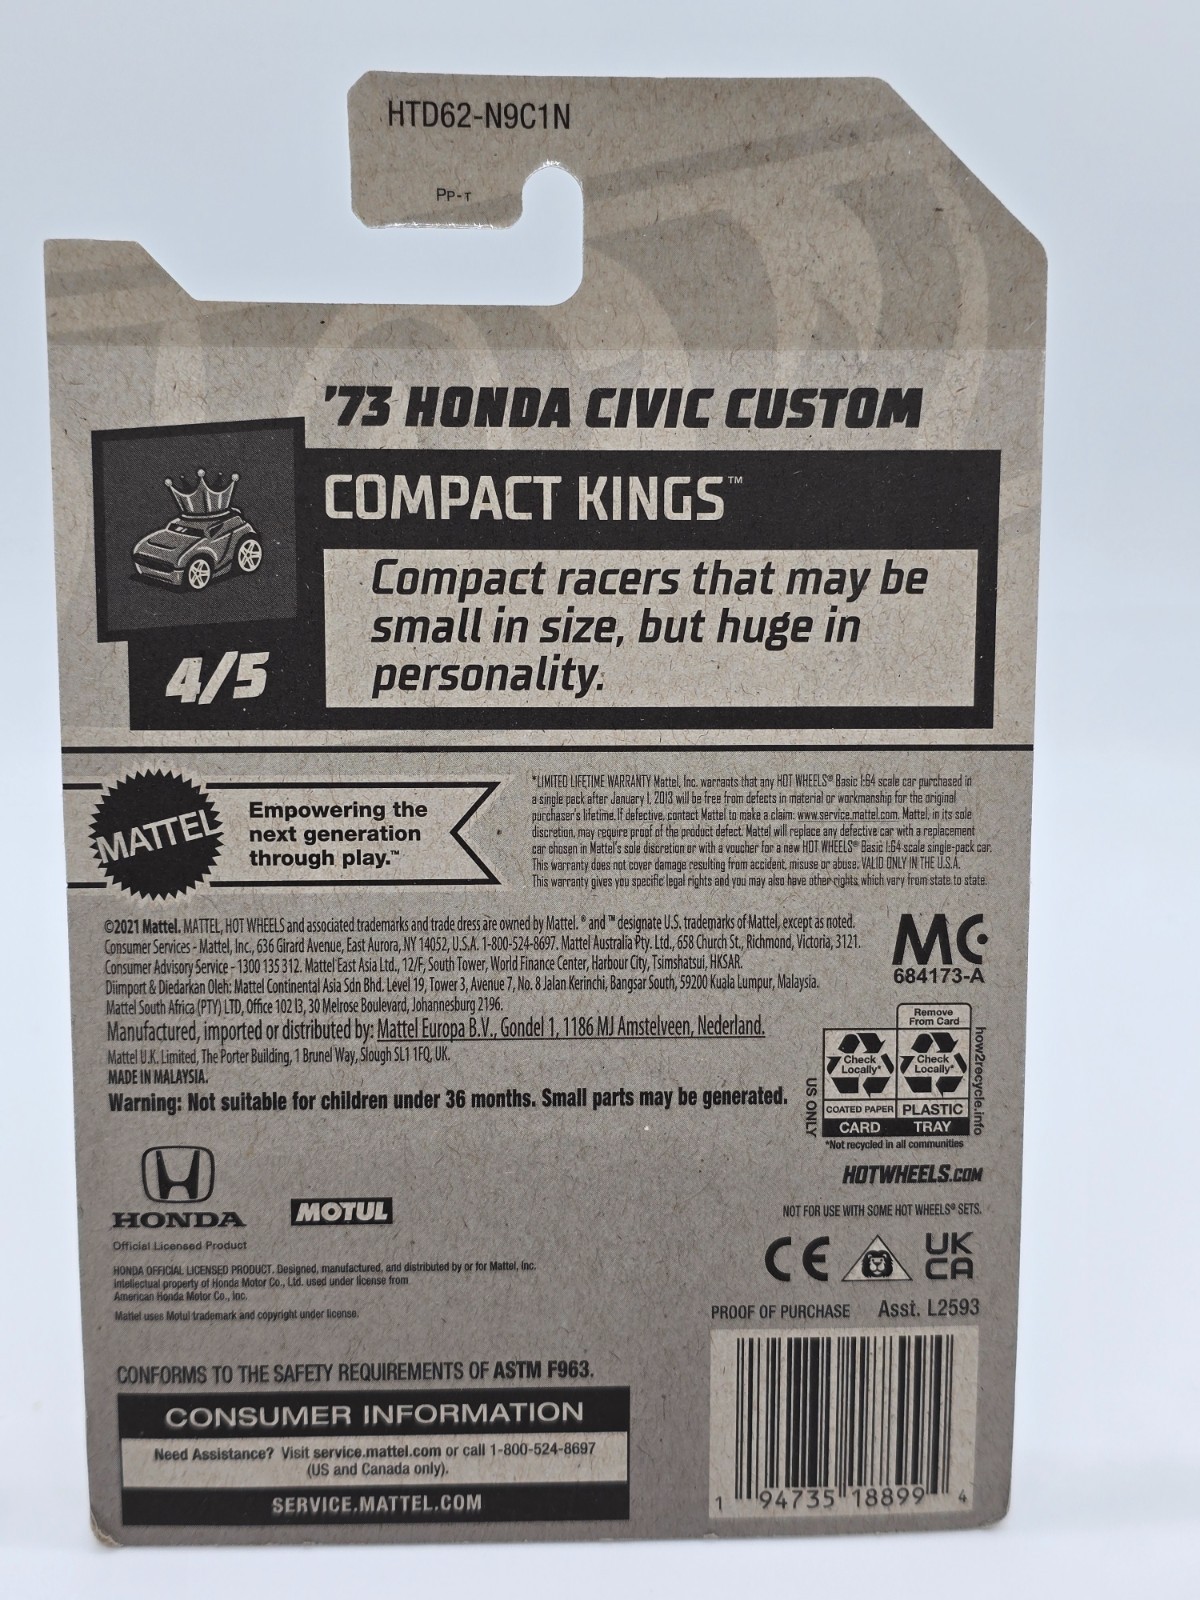 HTD62-N9C1N
PP-T
'73 HONDA CIVIC CUSTOM
COMPACT KINGS™
Compact racers that may be
small in size, but huge in
personality.
4/5
MATTEL
Empowering the
next generation
through play.™
*LIMITED LIFETIME WARRANTY Mattel, Inc. warrants that any HOT WHEELS® Basic 1:64 scale car purchased in
a single pack after January 1, 2013 will be free from defects in material or workmanship for the original
purchaser's lifetime. If defective, contact Mattel to make a claim: www.service.mattel.com. Mattel, in its sole
discretion, may require proof of the product defect. Mattel will replace any defective car with a replacement
car chosen in Mattel's sole discretion or with a voucher for a new HOT WHEELS® Basic 1:64 scale single-pack car.
This warranty does not cover damage resulting from accident, misuse or abuse. VALID ONLY IN THE U.S.A.
This warranty gives you specific legal rights and you may also have other rights, which vary from state to state.
©2021 Mattel. MATTEL, HOT WHEELS and associated trademarks and trade dress are owned by Mattel. ® and ™ designate U.S. trademarks of Mattel, except as noted.
Consumer Services - Mattel, Inc., 636 Girard Avenue, East Aurora, NY 14052, U.S.A. 1-800-524-8697. Mattel Australia Pty. Ltd., 658 Church St., Richmond, Victoria, 3121.
Consumer Advisory Service - 1300 135 312. Mattel East Asia Ltd., 12/F, South Tower, World Finance Center, Harbour City, Tsimshatsui, HKSAR.
Diimport & Diedarkan Oleh: Mattel Continental Asia Sdn Bhd. Level 19, Tower 3, Avenue 7, No. 8 Jalan Kerinchi, Bangsar South, 59200 Kuala Lumpur, Malaysia.
Mattel South Africa (PTY) LTD, Office 102 I3, 30 Melrose Boulevard, Johannesburg 2196.
Manufactured, imported or distributed by: Mattel Europa B.V., Gondel 1, 1186 MJ Amstelveen, Nederland.
Mattel U.K. Limited, The Porter Building, 1 Brunel Way, Slough SL1 1FQ, UK.
MADE IN MALAYSIA.
Warning: Not suitable for children under 36 months. Small parts may be generated.
MC
684173-A
Remove
From Card
Check
Locally*
Check
Locally*
COATED PAPER
PLASTIC
CARD
TRAY
US ONLY
how2recycle.info
*Not recycled in all communities
HOTWHEELS.COM
NOT FOR USE WITH SOME HOT WHEELS® SETS.
CE
UK
CA
HONDA
Official Licensed Product
MOTUL
HONDA OFFICIAL LICENSED PRODUCT. Designed, manufactured, and distributed by or for Mattel, Inc.
Intellectual property of Honda Motor Co., Ltd. used under license from
American Honda Motor Co., Inc.
Mattel uses Motul trademark and copyright under license.
PROOF OF PURCHASE
Asst. L2593
CONFORMS TO THE SAFETY REQUIREMENTS OF ASTM F963.
CONSUMER INFORMATION
Need Assistance? Visit service.mattel.com or call 1-800-524-8697
(US and Canada only).
SERVICE.MATTEL.COM
1 94735 18899 4